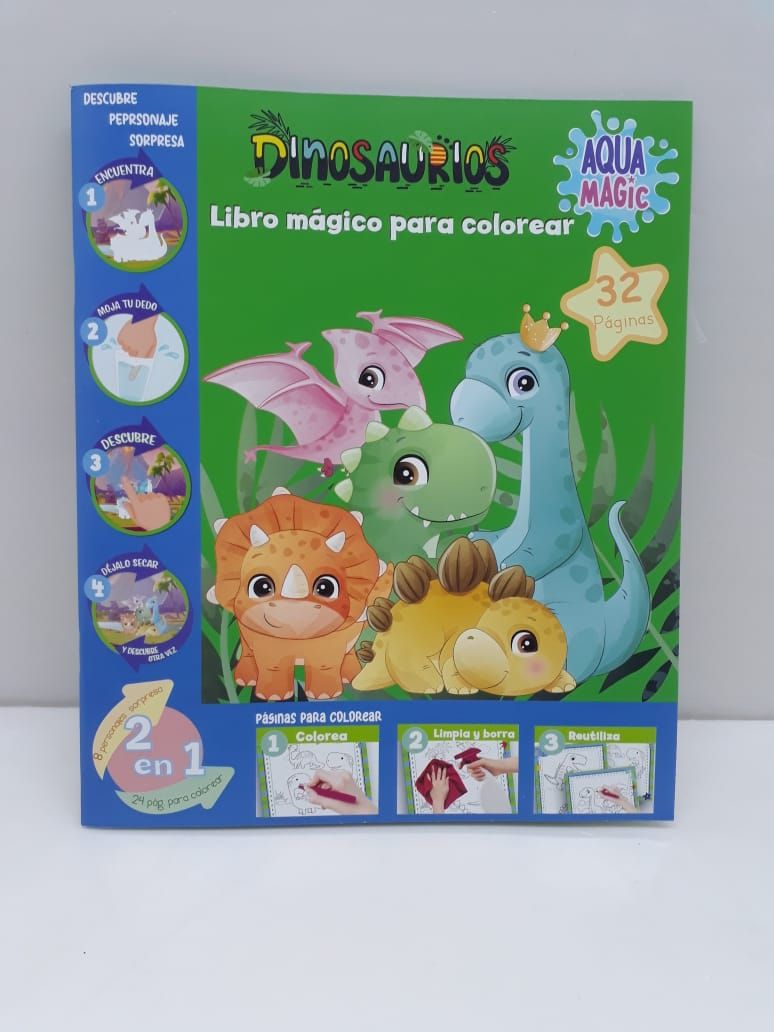 DESCUBRE
PEPRSONAJE
SORPRESA
1
ENCUENTRA
2
MOJA TU DEDO
3
DESCUBRE
4
DÉJALO SECAR
Y DESCUBRE
OTRA VEZ
8 personajes sorpresa
2
en 1
24 pág. para colorear
DINOSAURIOS
Libro mágico para colorear
AQUA
MAGIC
32
Páginas
PÁGINAS PARA COLOREAR
1 Colorea
2 Limpia y borra
3 Reutiliza